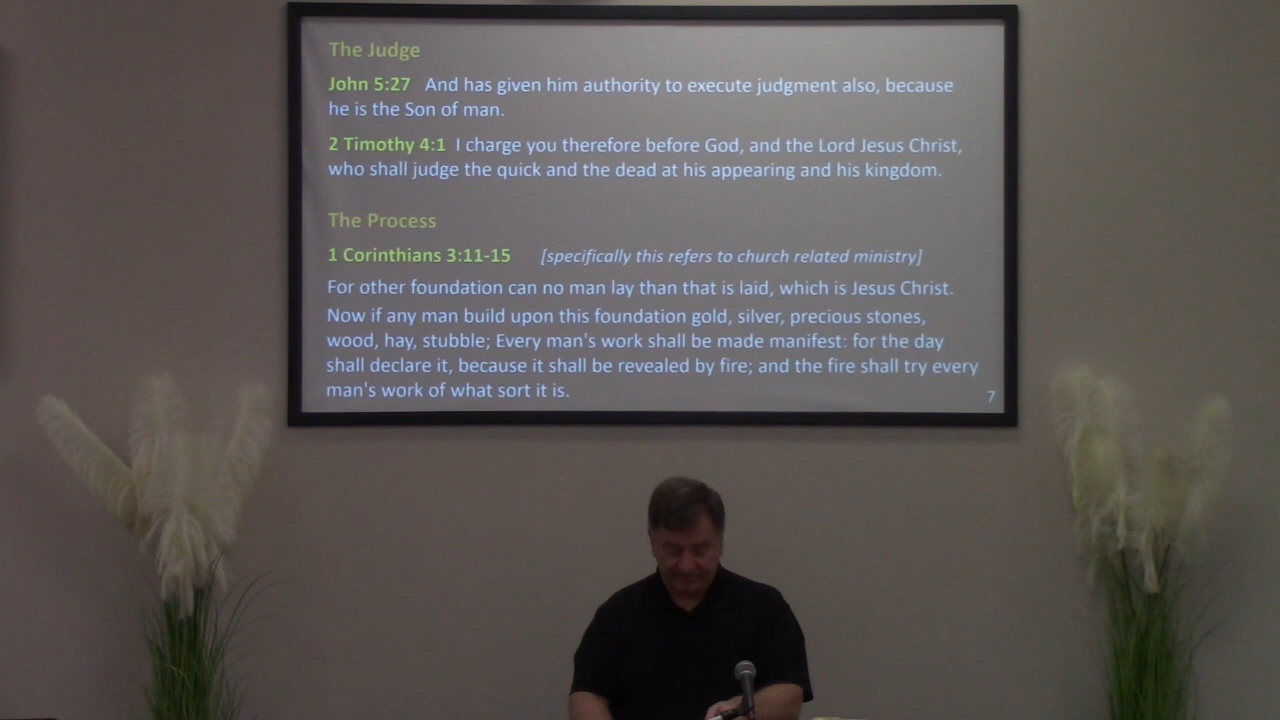 The Judge
John 5:27 And has given him authority to execute judgment also, because
he is the Son of man.
2 Timothy 4:1 I charge you therefore before God, and the Lord Jesus Christ,
who shall judge the quick and the dead at his appearing and his kingdom.
The Process
1 Corinthians 3:11-15 [specifically this refers to church related ministry]
For other foundation can no man lay than that is laid, which is Jesus Christ.
Now if any man build upon this foundation gold, silver, precious stones,
wood, hay, stubble; Every man's work shall be made manifest: for the day
shall declare it, because it shall be revealed by fire; and the fire shall try every
man's work of what sort it is.
7